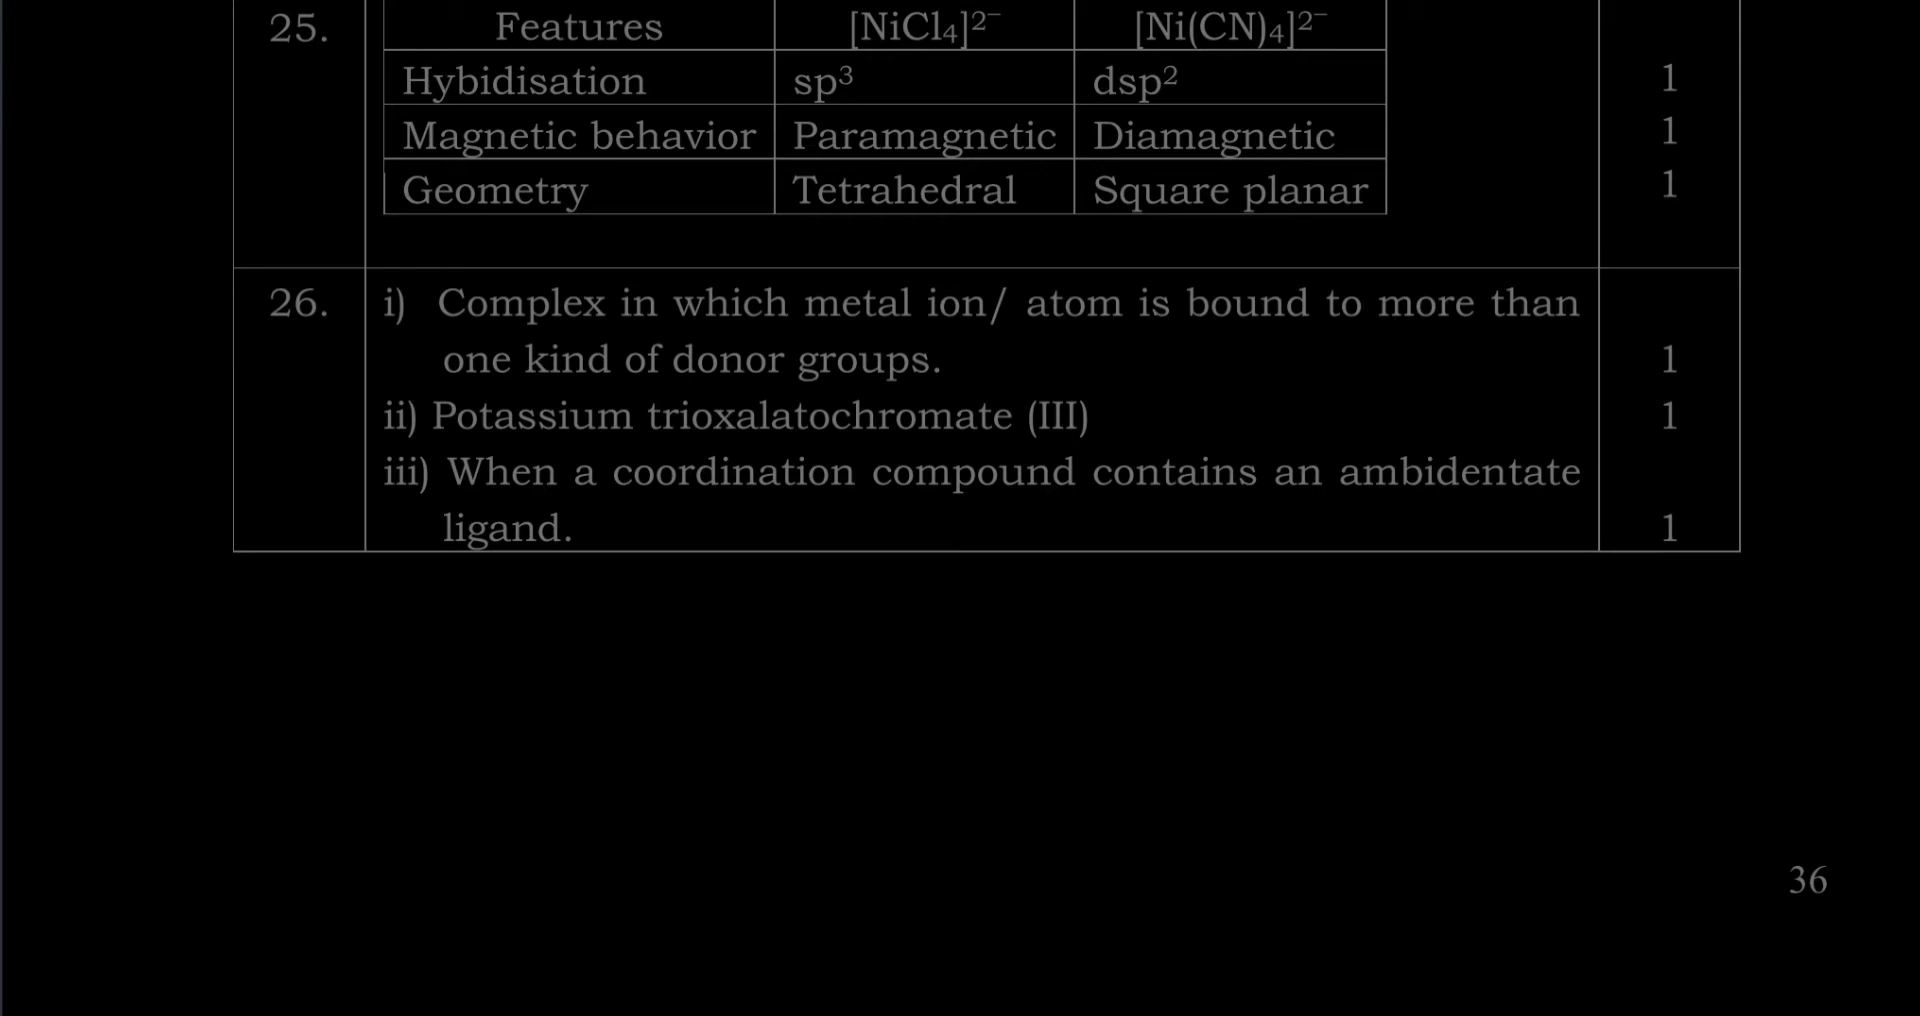 25. Features [NiCl₄]²⁻ [Ni(CN)₄]²⁻
Hybidisation sp³ dsp² 1
Magnetic behavior Paramagnetic Diamagnetic 1
Geometry Tetrahedral Square planar 1
26. i) Complex in which metal ion/ atom is bound to more than
one kind of donor groups. 1
ii) Potassium trioxalatochromate (III) 1
iii) When a coordination compound contains an ambidentate
ligand. 1
36